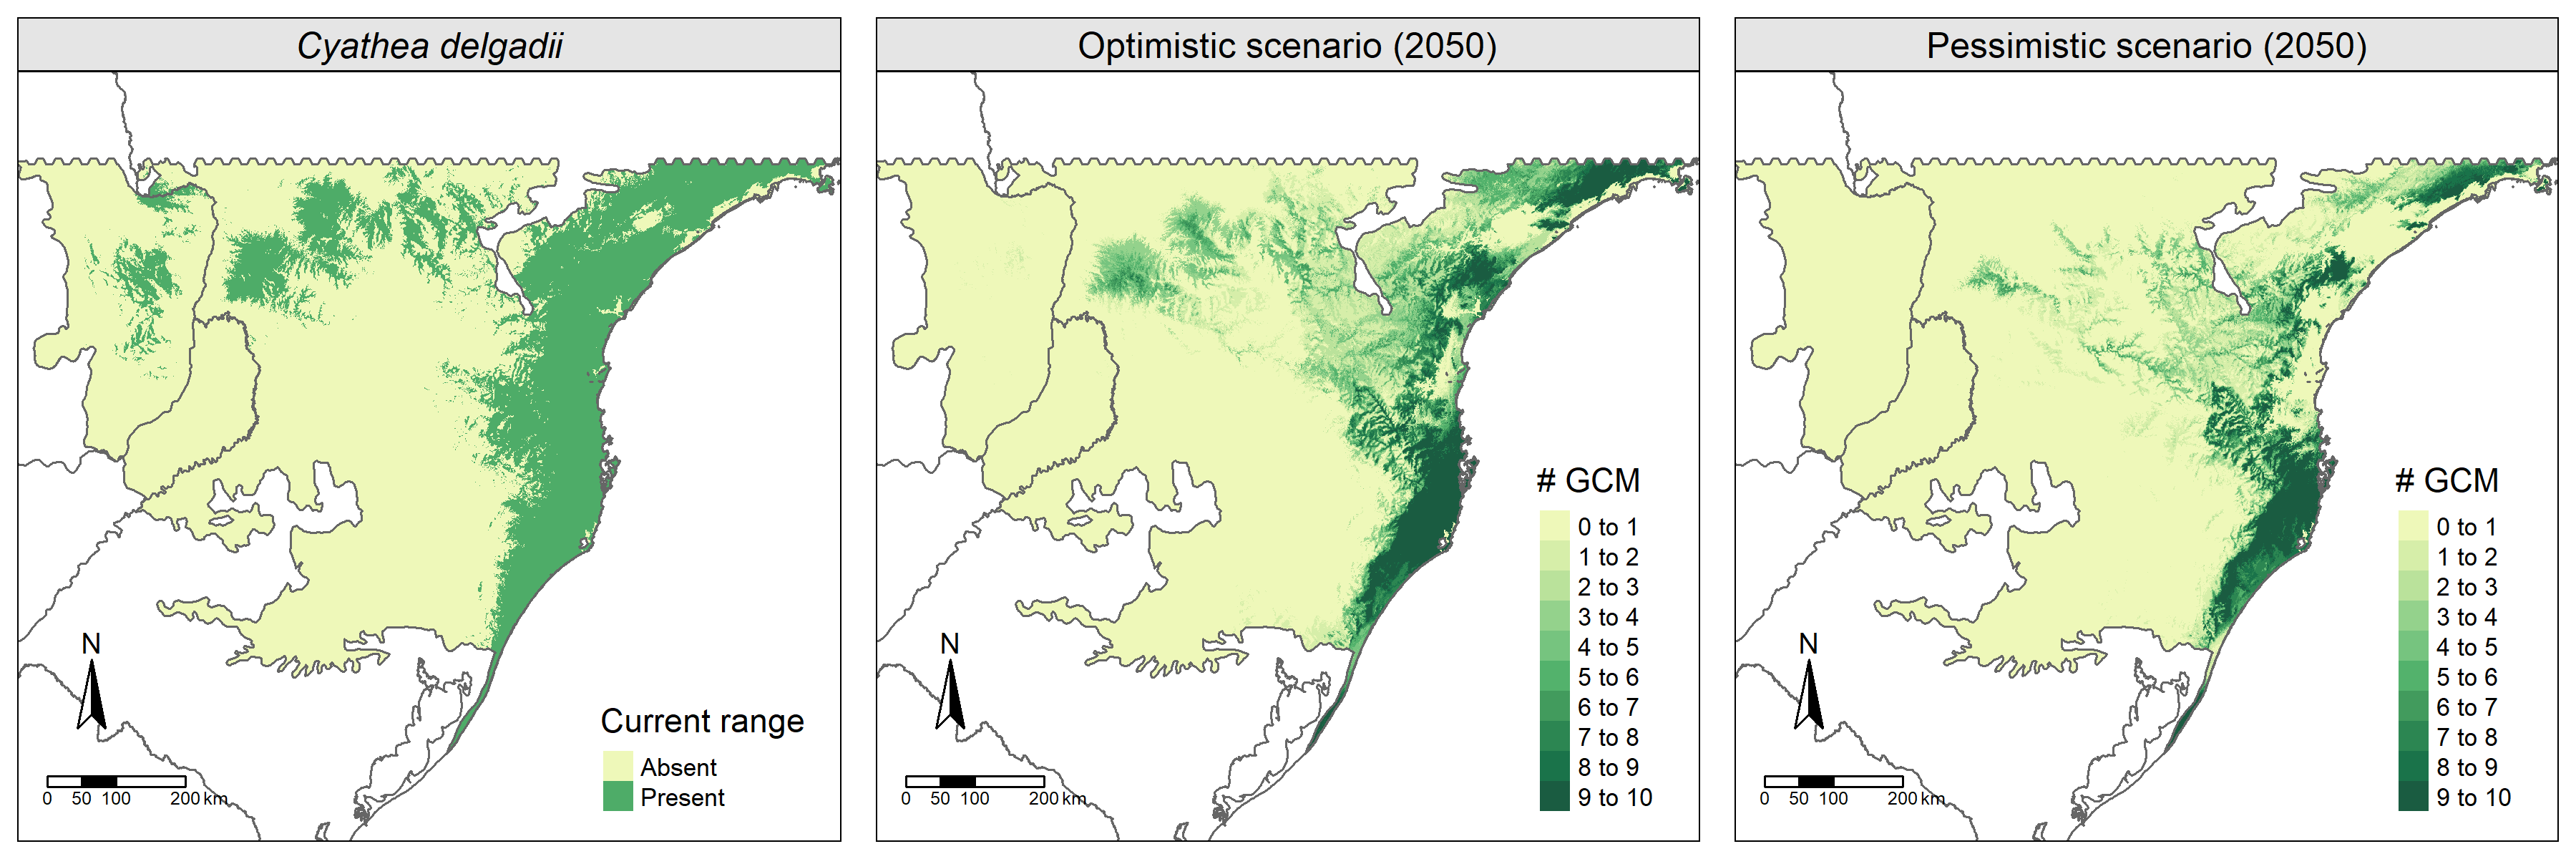 Cyathea delgadii
N
Current range
Absent
Present
0 50 100 200 km
Optimistic scenario (2050)
# GCM
0 to 1
1 to 2
2 to 3
3 to 4
4 to 5
5 to 6
6 to 7
7 to 8
8 to 9
9 to 10
N
0 50 100 200 km
Pessimistic scenario (2050)
# GCM
0 to 1
1 to 2
2 to 3
3 to 4
4 to 5
5 to 6
6 to 7
7 to 8
8 to 9
9 to 10
N
0 50 100 200 km